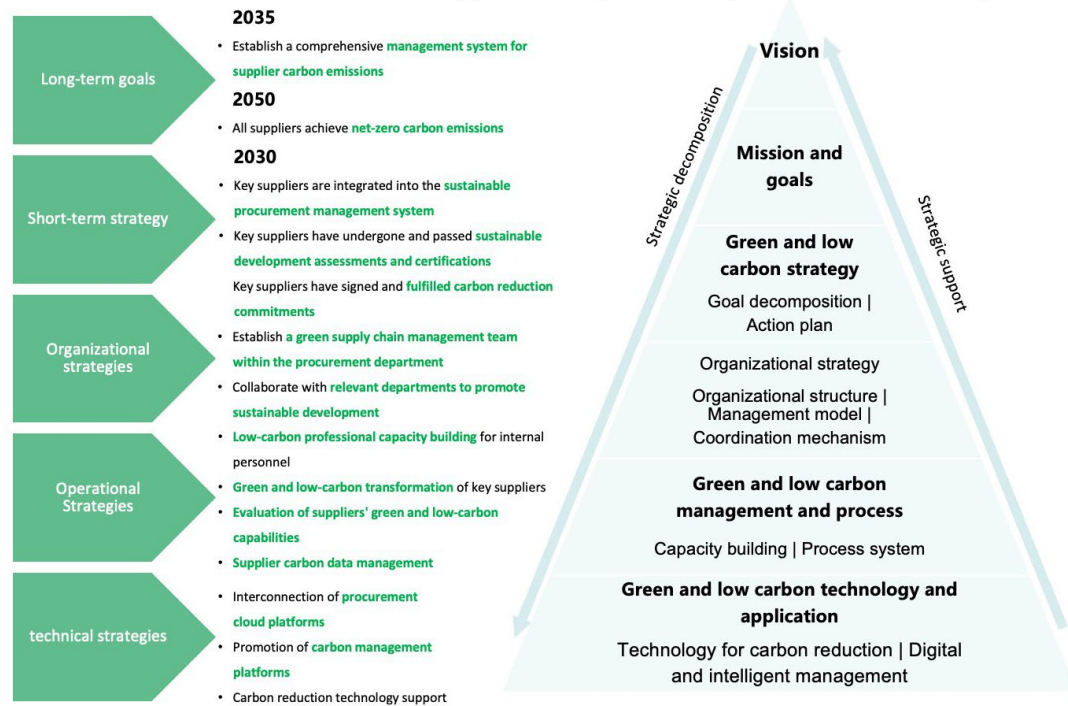 Long-term goals
2035
• Establish a comprehensive management system for
supplier carbon emissions
2050
• All suppliers achieve net-zero carbon emissions
Short-term strategy
2030
• Key suppliers are integrated into the sustainable
procurement management system
• Key suppliers have undergone and passed sustainable
development assessments and certifications
Key suppliers have signed and fulfilled carbon reduction
commitments
Organizational
strategies
• Establish a green supply chain management team
within the procurement department
• Collaborate with relevant departments to promote
sustainable development
Operational
Strategies
• Low-carbon professional capacity building for internal
personnel
• Green and low-carbon transformation of key suppliers
• Evaluation of suppliers' green and low-carbon
capabilities
• Supplier carbon data management
technical strategies
• Interconnection of procurement
cloud platforms
• Promotion of carbon management
platforms
• Carbon reduction technology support
Strategic decomposition
Vision
Mission and
goals
Green and low
carbon strategy
Goal decomposition |
Action plan
Organizational strategy
Organizational structure |
Management model |
Coordination mechanism
Green and low carbon
management and process
Capacity building | Process system
Green and low carbon technology and
application
Technology for carbon reduction | Digital
and intelligent management
Strategic support